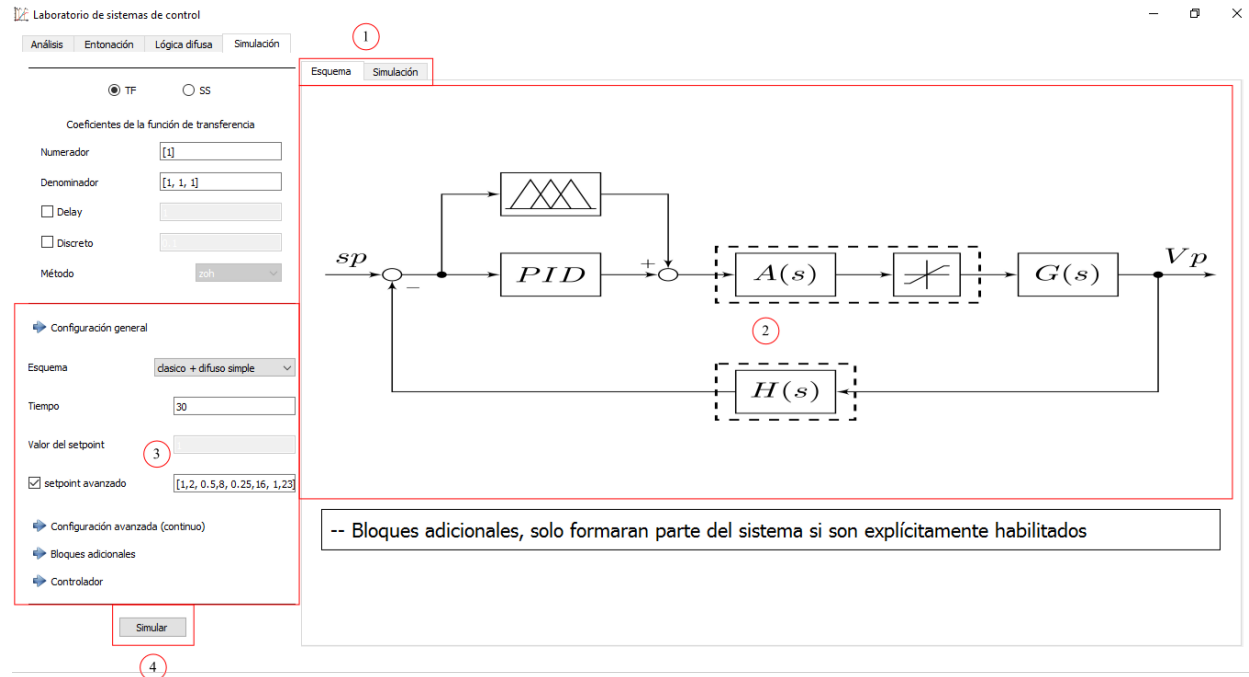 Laboratorio de sistemas de control
Análisis Entonación Lógica difusa Simulación
1
Esquema Simulación
TF SS
Coeficientes de la función de transferencia
Numerador [1]
Denominador [1, 1, 1]
Delay
Discreto
Método zoh
sp
PID
+
−
A(s)
G(s)
Vp
2
H(s)
Configuración general
Esquema clasico + difuso simple
Tiempo 30
Valor del setpoint
3
setpoint avanzado [1,2, 0.5,8, 0.25,16, 1,23]
Configuración avanzada (continuo)
Bloques adicionales
Controlador
-- Bloques adicionales, solo formaran parte del sistema si son explícitamente habilitados
Simular
4